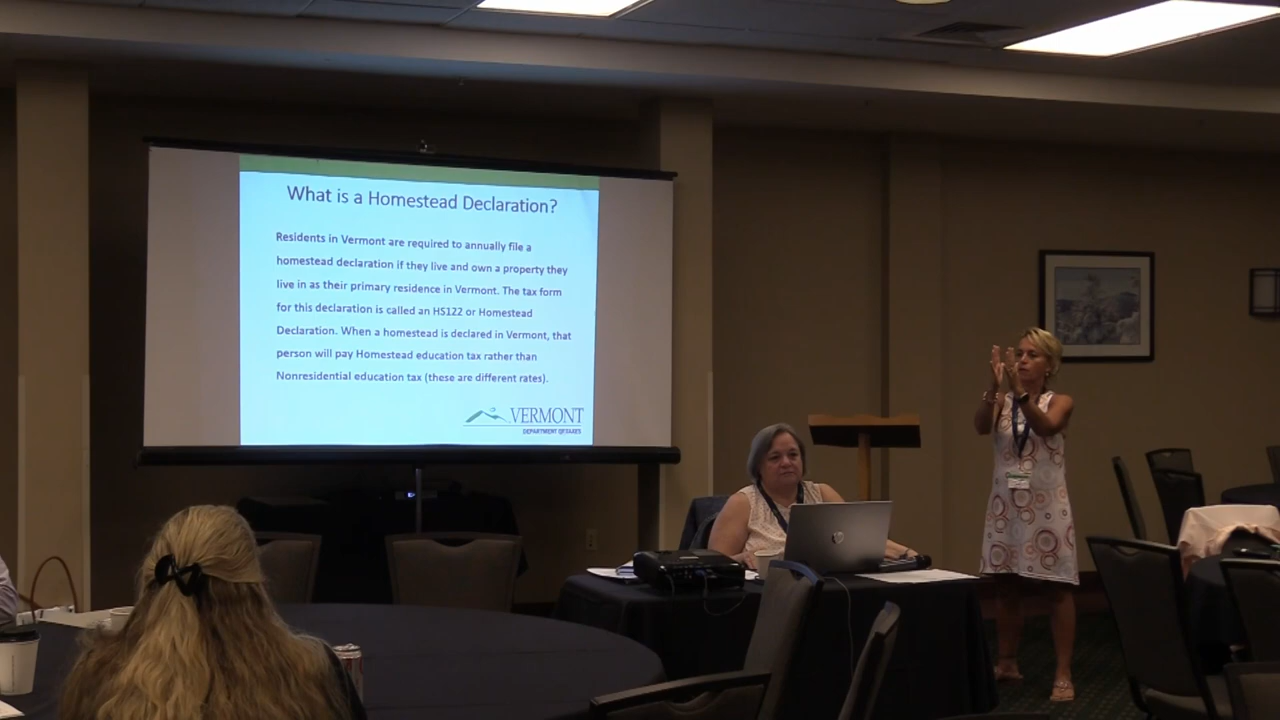 What is a Homestead Declaration?
Residents in Vermont are required to annually file a
homestead declaration if they live and own a property they
live in as their primary residence in Vermont. The tax form
for this declaration is called an HS122 or Homestead
Declaration. When a homestead is declared in Vermont, that
person will pay Homestead education tax rather than
Nonresidential education tax (these are different rates).
VERMONT
DEPARTMENT OF TAXES
hp